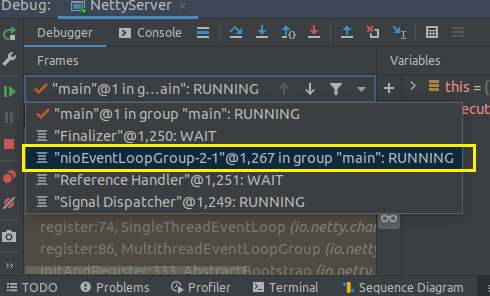 Debug: NettyServer
Debugger Console
Frames Variables
"main"@1 in g...ain": RUNNING
this = {
"main"@1 in group "main": RUNNING
"Finalizer"@1,250: WAIT
"nioEventLoopGroup-2-1"@1,267 in group "main": RUNNING
"Reference Handler"@1,251: WAIT
"Signal Dispatcher"@1,249: RUNNING
register:74, SingleThreadEventLoop (io.netty.cha
register:86, MultithreadEventLoopGroup (io.nett
initAndRegister:333, AbstractBootstrap (io.netty.
TODO Problems Profiler Terminal Sequence Diagram